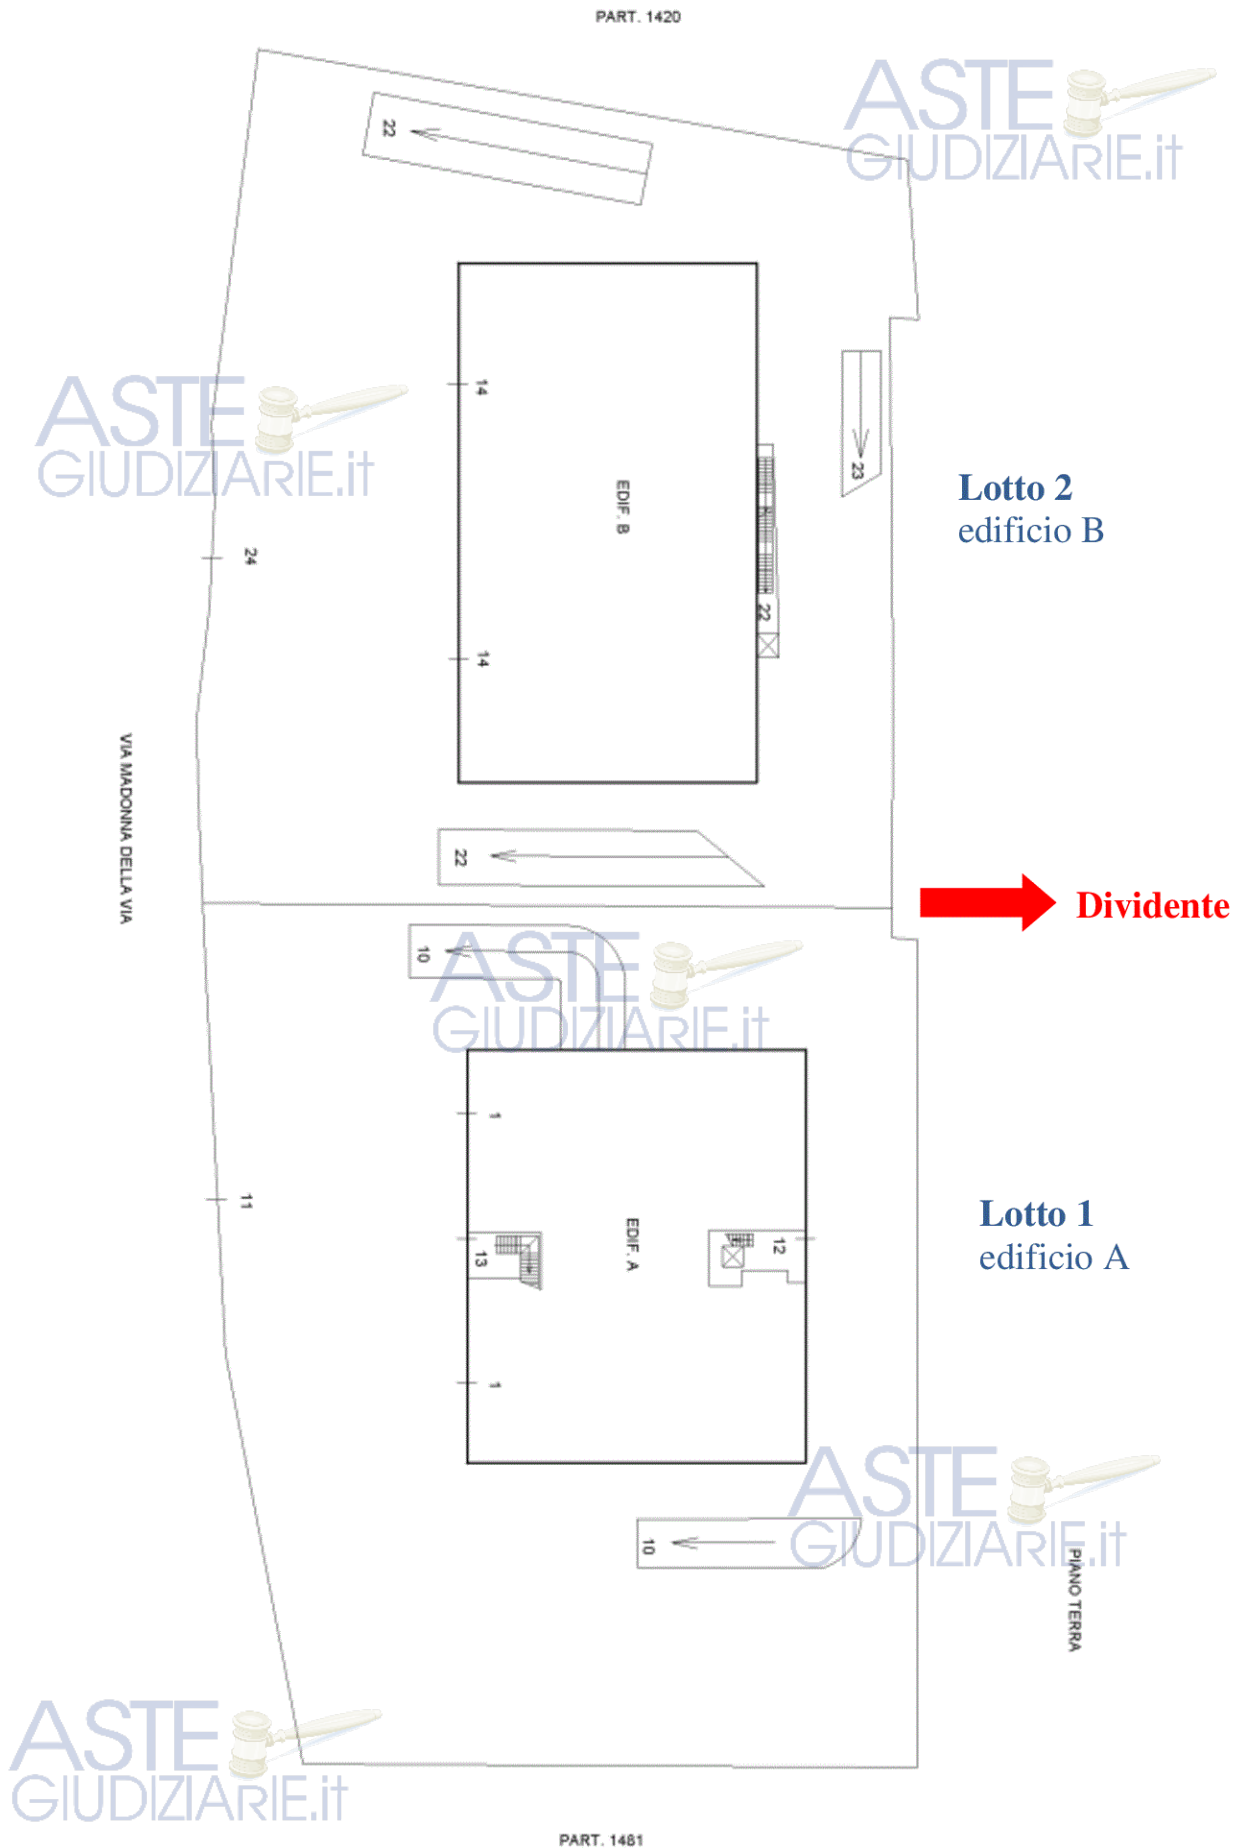 PART. 1420
ASTE
GIUDIZIARIE.it
22
14
ASTE
GIUDIZIARIE.it
23
EDIF. B
Lotto 2
edificio B
24
22
14
VIA MADONNA DELLA VIA
22
Dividente
10
ASTE
GIUDIZIARIE.it
1
11
EDIF. A
13
12
Lotto 1
edificio A
1
ASTE
GIUDIZIARIE.it
10
PIANO TERRA
ASTE
GIUDIZIARIE.it
PART. 1481